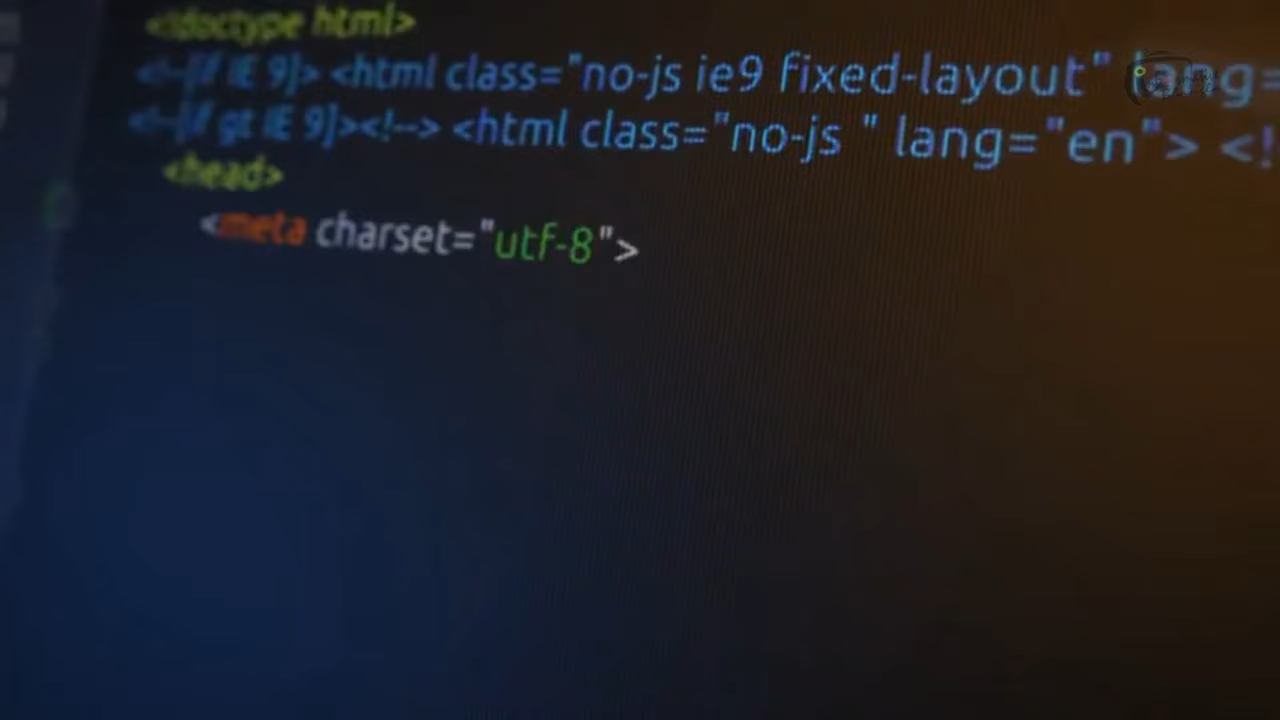 <!doctype html>
<!--[if IE 9]> <html class="no-js ie9 fixed-layout" lang=
<!--[if gt IE 9]><!--> <html class="no-js " lang="en"> <!
<head>
<meta charset="utf-8">